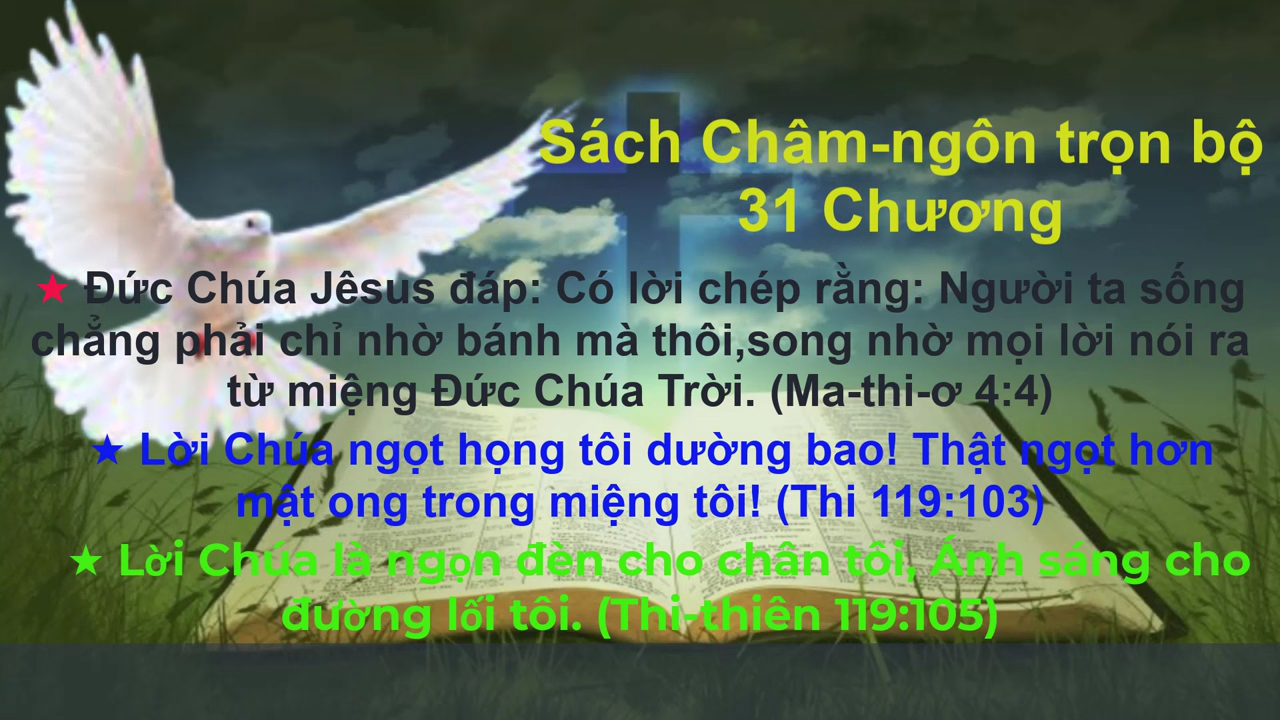 Sách Châm-ngôn trọn bộ
31 Chương
★ Đức Chúa Jêsus đáp: Có lời chép rằng: Người ta sống
chẳng phải chỉ nhờ bánh mà thôi,song nhờ mọi lời nói ra
từ miệng Đức Chúa Trời. (Ma-thi-ơ 4:4)
★ Lời Chúa ngọt họng tôi dường bao! Thật ngọt hơn
mật ong trong miệng tôi! (Thi 119:103)
★ Lời Chúa là ngọn đèn cho chân tôi, Ánh sáng cho
đường lối tôi. (Thi-thiên 119:105)